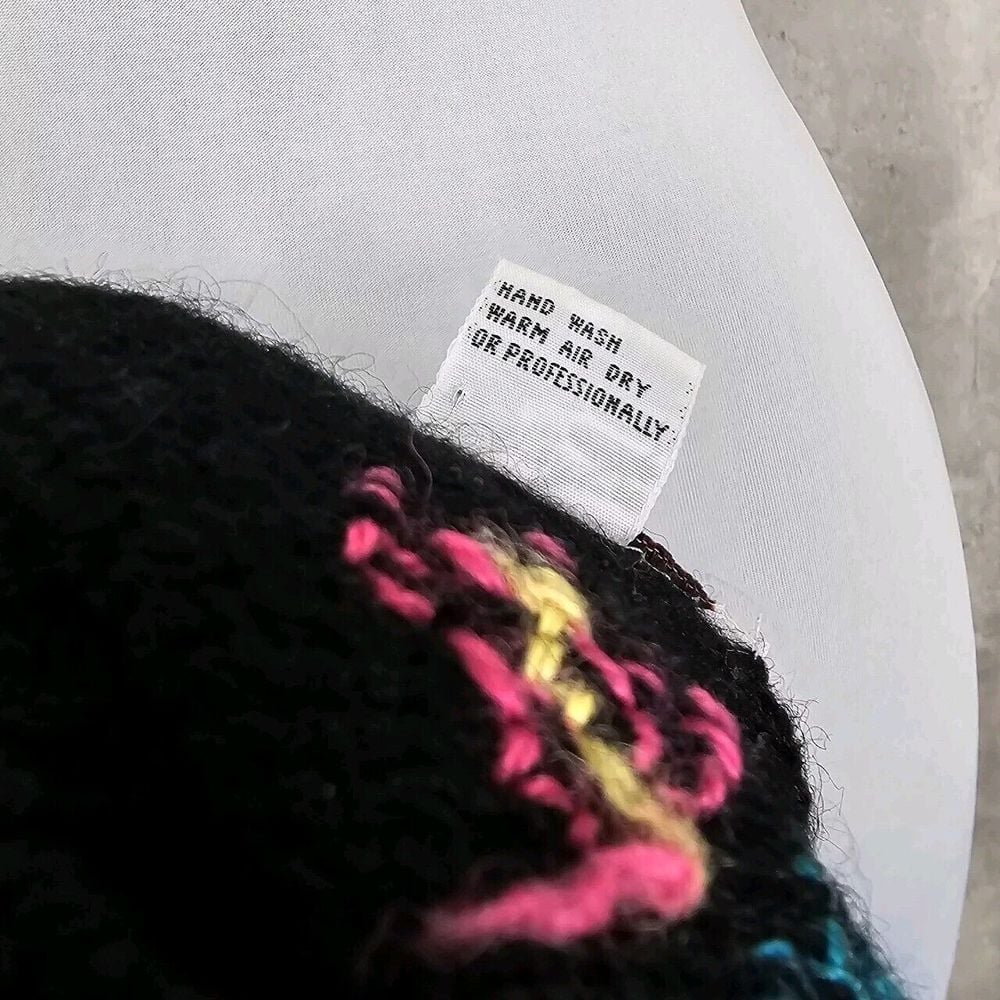 HAND WASH
WARM AIR DRY
OR PROFESSIONALLY